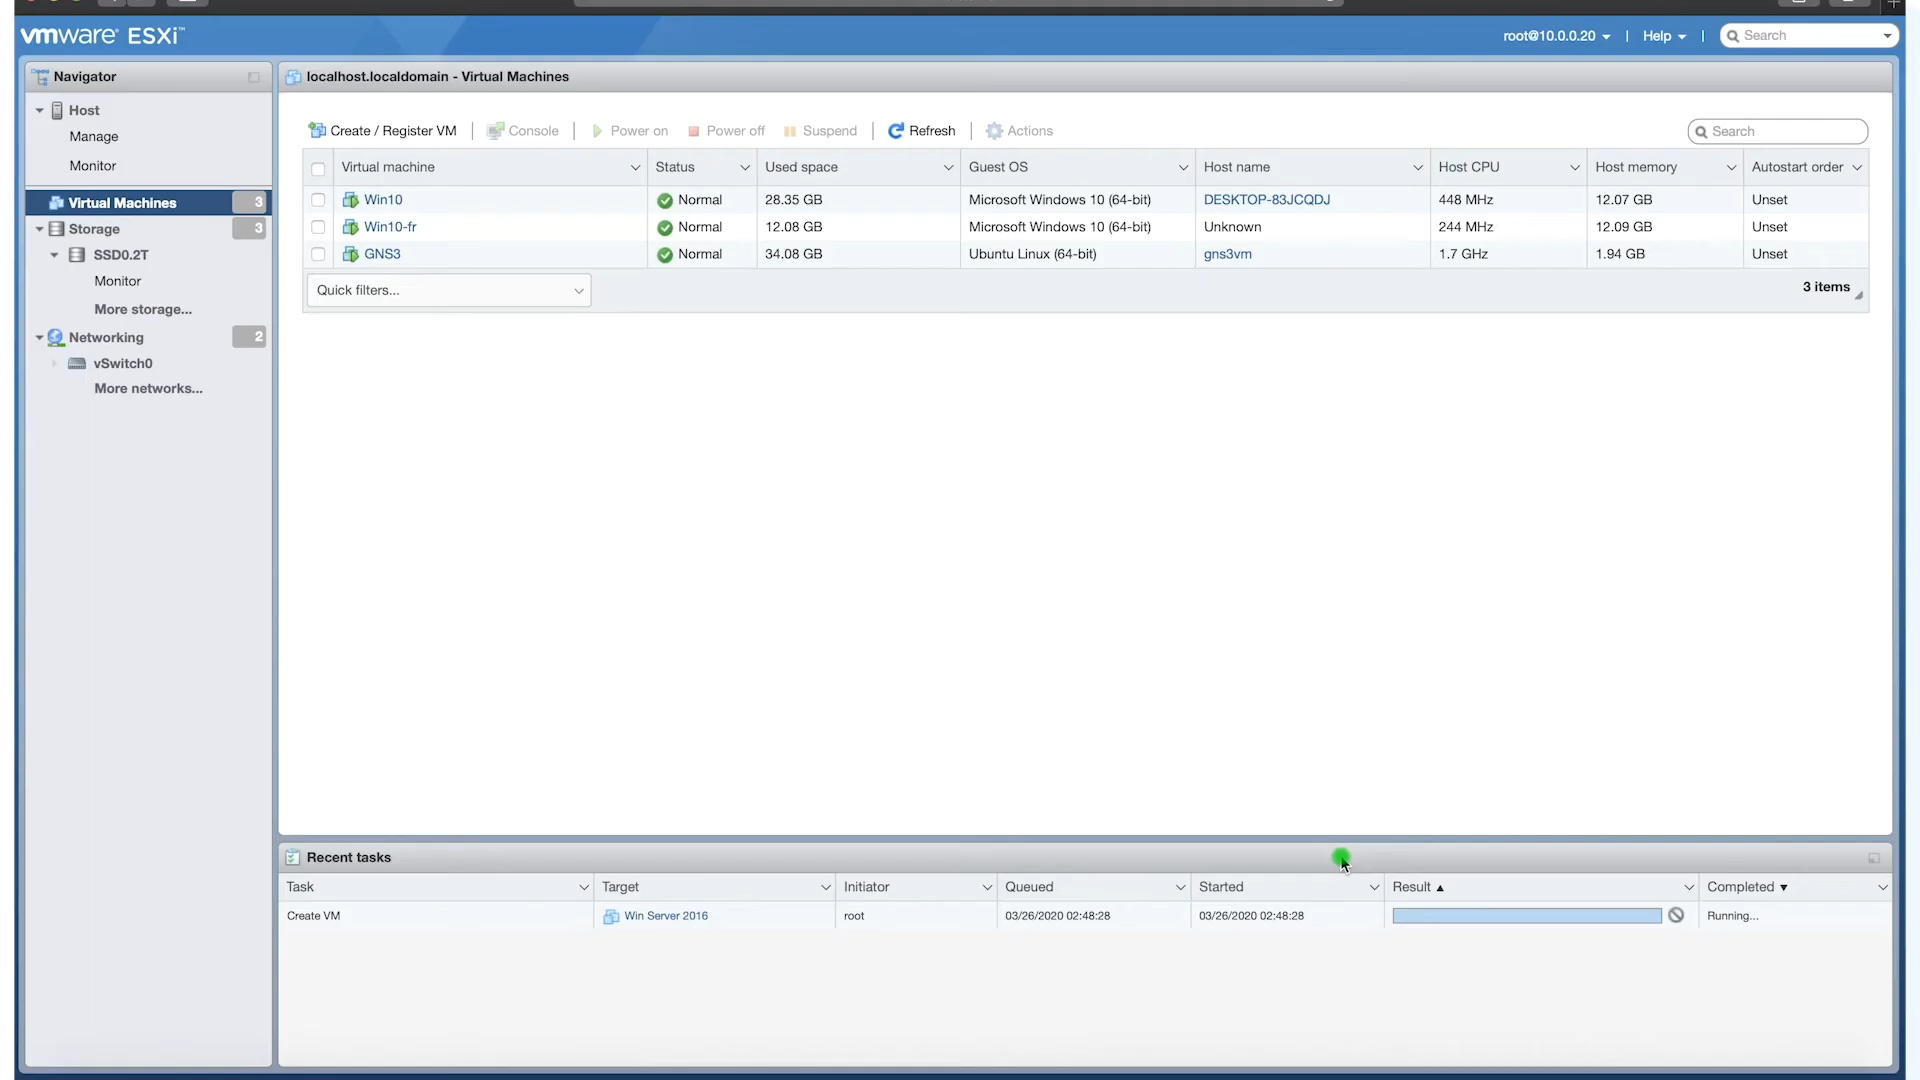 vmware ESXi™
root@10.0.0.20 | Help | Search
Navigator
Host
Manage
Monitor
Virtual Machines 3
Storage 3
SSD0.2T
Monitor
More storage...
Networking 2
vSwitch0
More networks...
localhost.localdomain - Virtual Machines
Create / Register VM | Console | Power on Power off Suspend | Refresh | Actions
Search
Virtual machine Status Used space Guest OS Host name Host CPU Host memory Autostart order
Win10 Normal 28.35 GB Microsoft Windows 10 (64-bit) DESKTOP-83JCQDJ 448 MHz 12.07 GB Unset
Win10-fr Normal 12.08 GB Microsoft Windows 10 (64-bit) Unknown 244 MHz 12.09 GB Unset
GNS3 Normal 34.08 GB Ubuntu Linux (64-bit) gns3vm 1.7 GHz 1.94 GB Unset
Quick filters...
3 items
Recent tasks
Task Target Initiator Queued Started Result ▲ Completed ▼
Create VM Win Server 2016 root 03/26/2020 02:48:28 03/26/2020 02:48:28 Running...